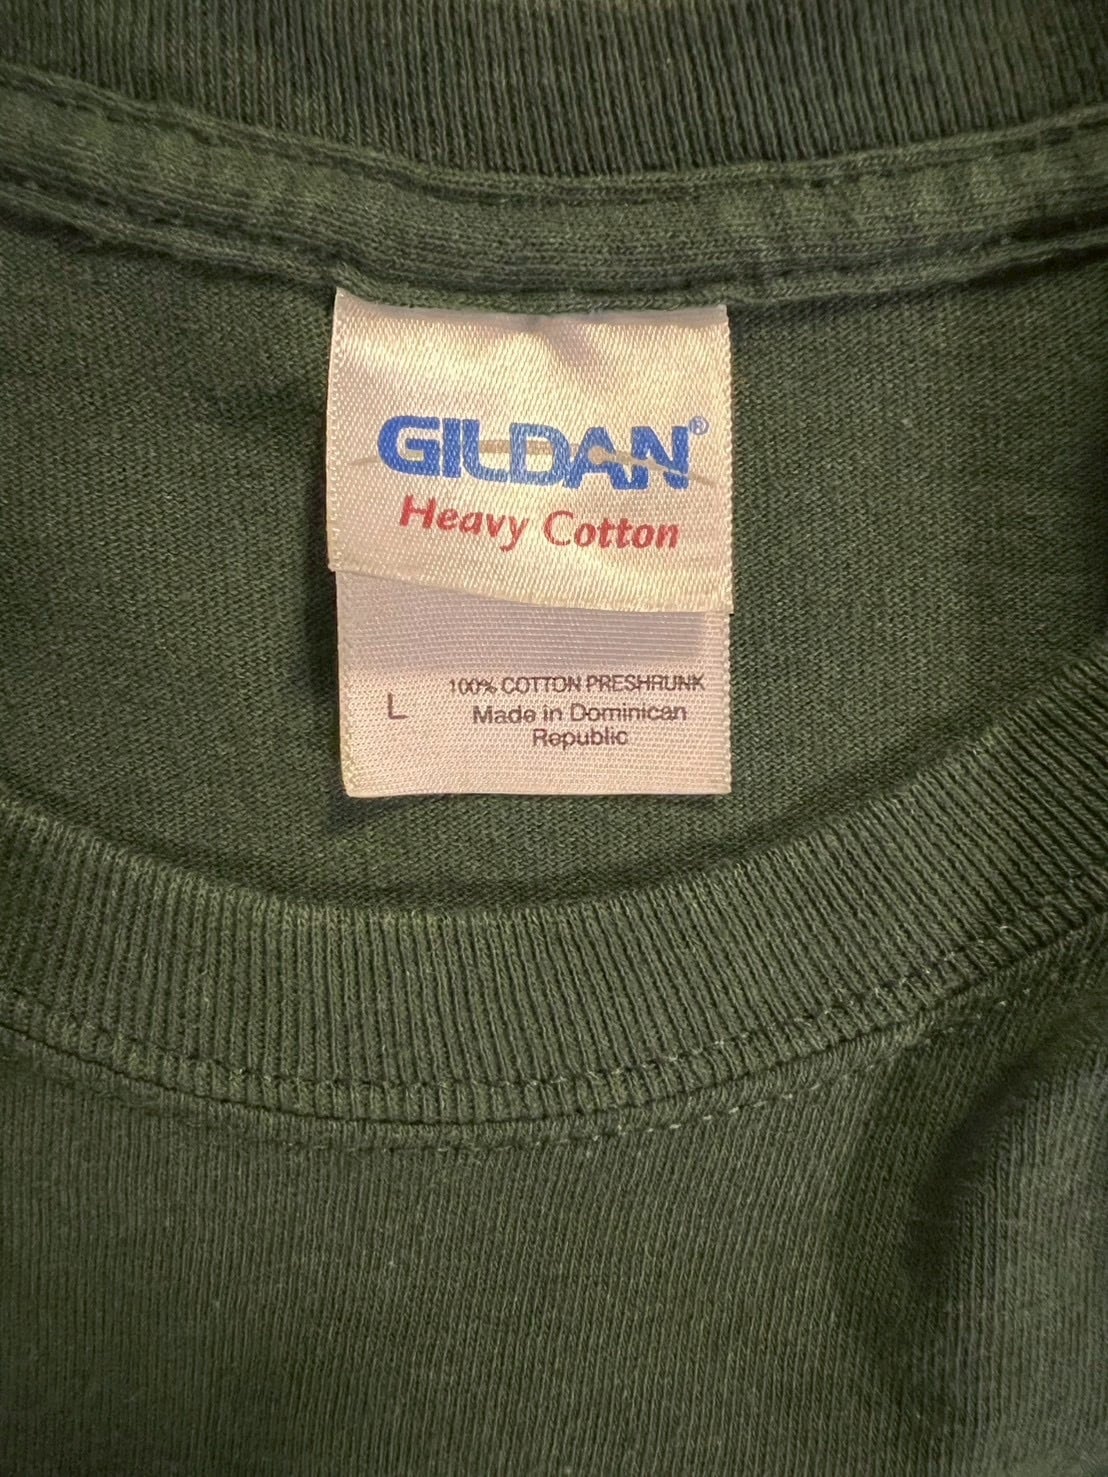 GILDAN®
Heavy Cotton
L
100% COTTON PRESHRUNK
Made in Dominican
Republic